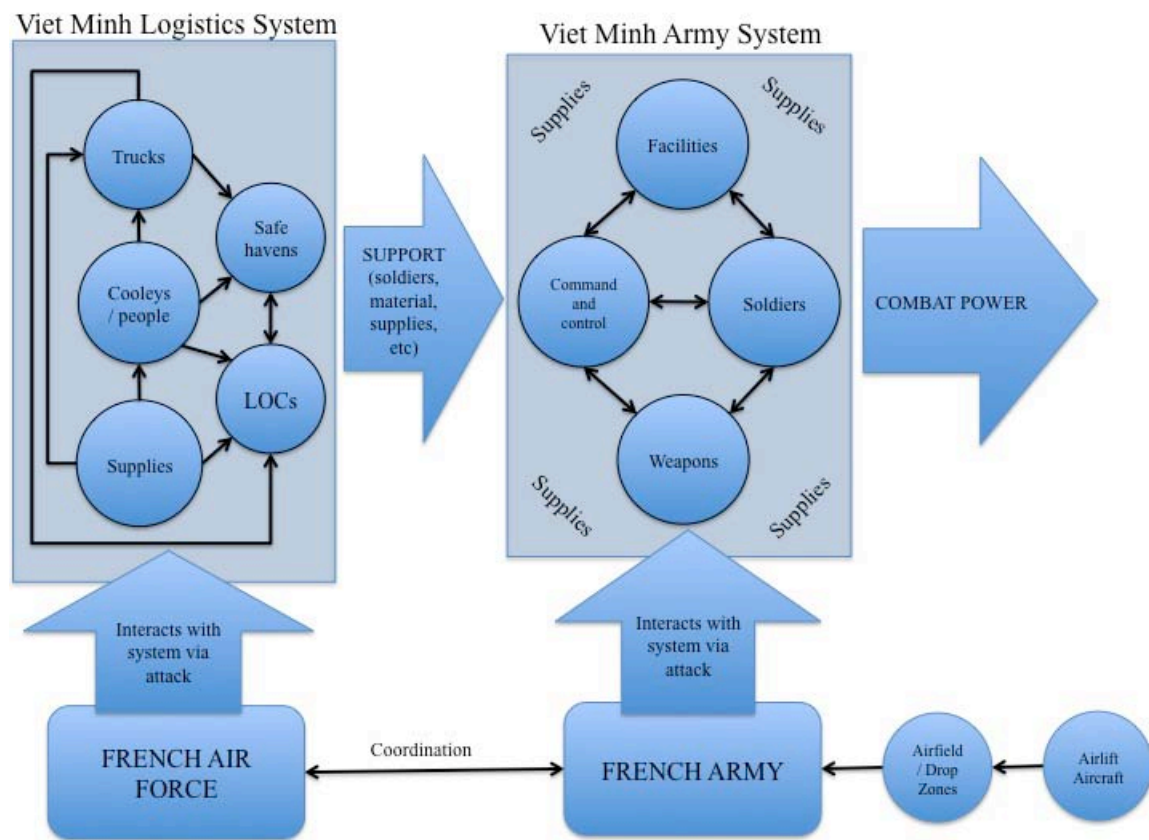 Viet Minh Logistics System
Trucks
Safe
havens
Cooleys
/ people
LOCs
Supplies
SUPPORT
(soldiers,
material,
supplies,
etc)
Viet Minh Army System
Supplies
Supplies
Facilities
Command
and
control
Soldiers
Weapons
Supplies
Supplies
COMBAT POWER
Interacts with
system via
attack
Interacts with
system via
attack
FRENCH AIR
FORCE
Coordination
FRENCH ARMY
Airfield
/ Drop
Zones
Airlift
Aircraft